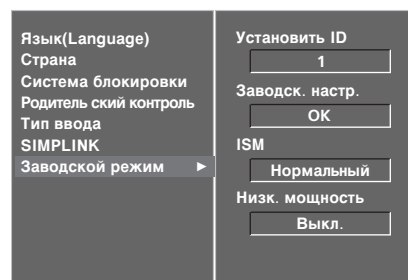 Язык(Language)
Страна
Система блокировки
Родитель ский контроль
Тип ввода
SIMPLINK
Заводской режим ►
Установить ID
1
Заводск. настр.
ОК
ISM
Нормальный
Низк. мощность
Выкл.